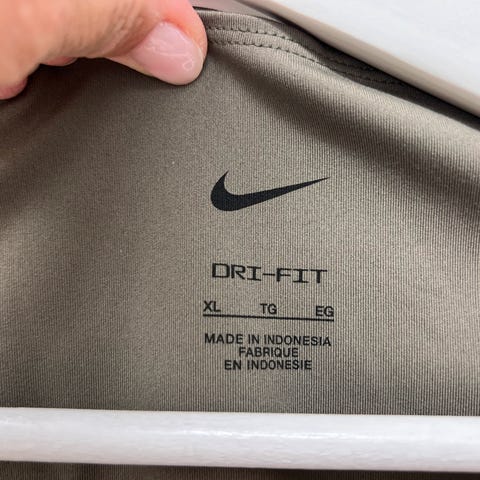 DRI-FIT
XL TG EG
MADE IN INDONESIA
FABRIQUE
EN INDONESIE